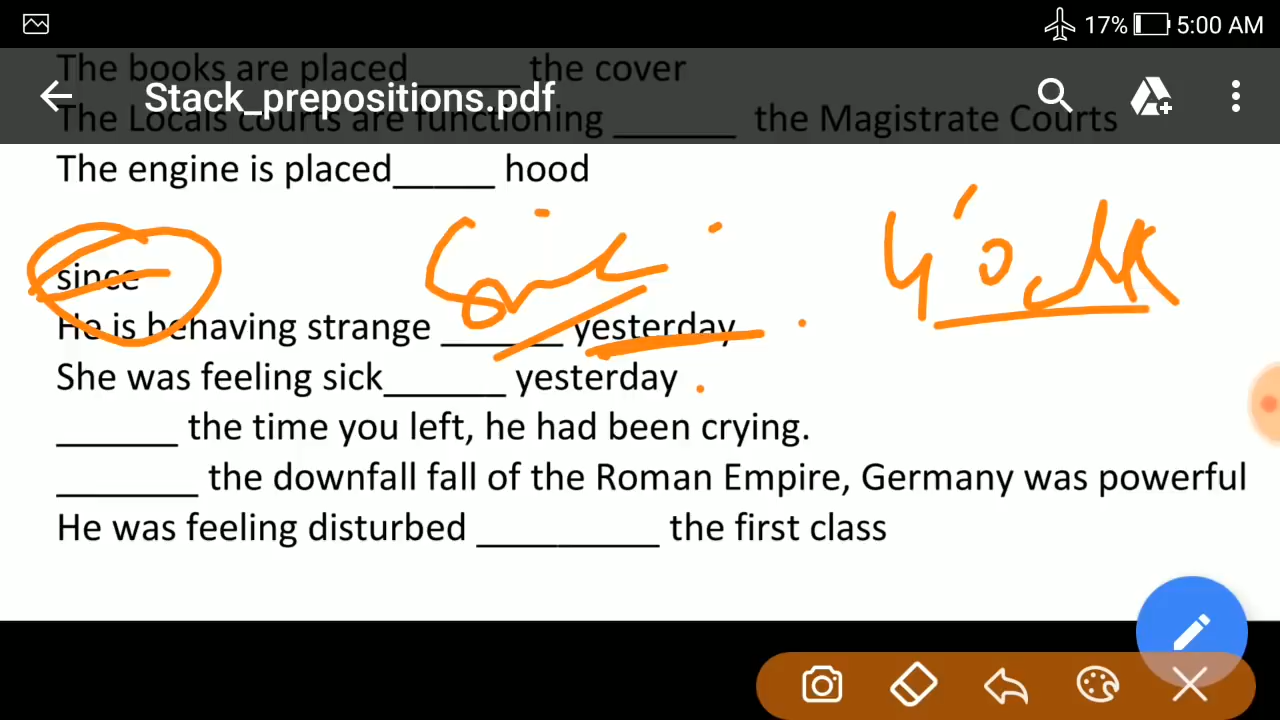 17% 5:00 AM
The books are placed _____ the cover
Stack_prepositions.pdf
The Locals courts are functioning ______ the Magistrate Courts
The engine is placed_____ hood
since
He is behaving strange ______ yesterday
She was feeling sick______ yesterday
______ the time you left, he had been crying.
_______ the downfall fall of the Roman Empire, Germany was powerful
He was feeling disturbed _________ the first class